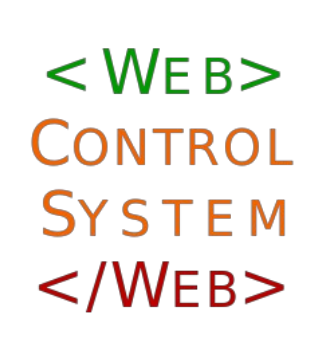 <WEB>
CONTROL
SYSTEM
</WEB>